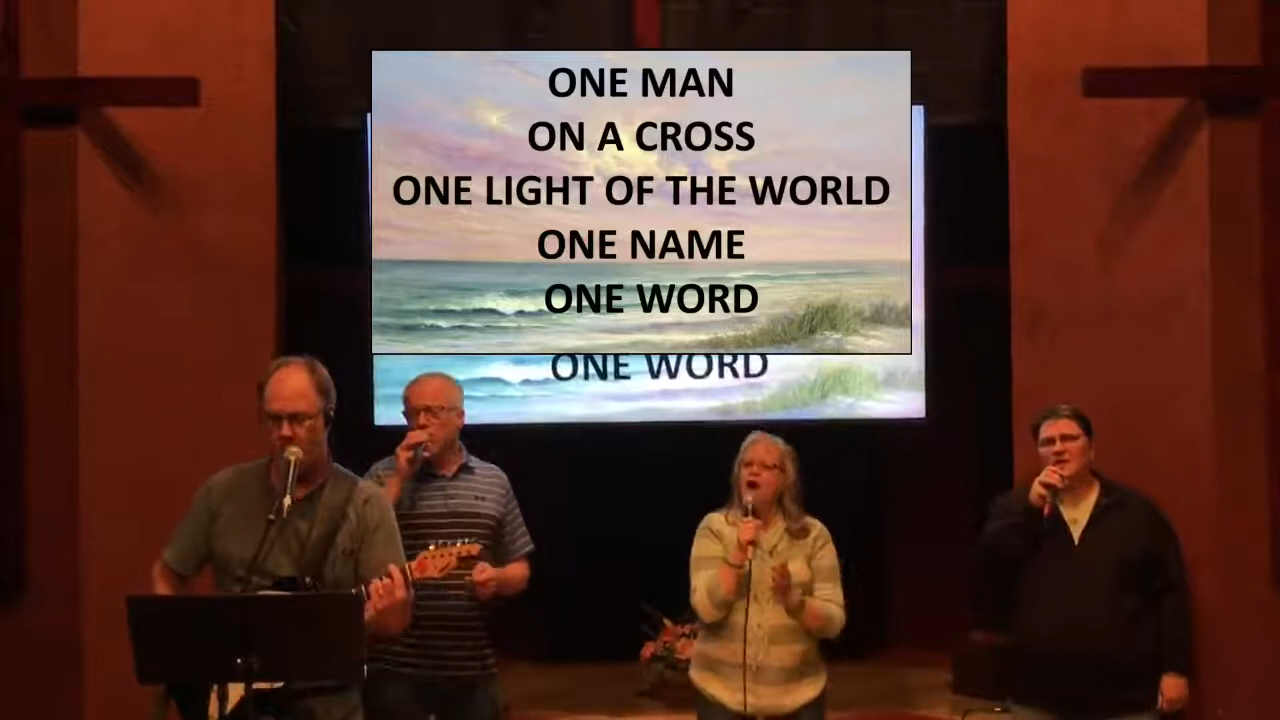 ONE MAN
ON A CROSS
ONE LIGHT OF THE WORLD
ONE NAME
ONE WORD
ONE WORD